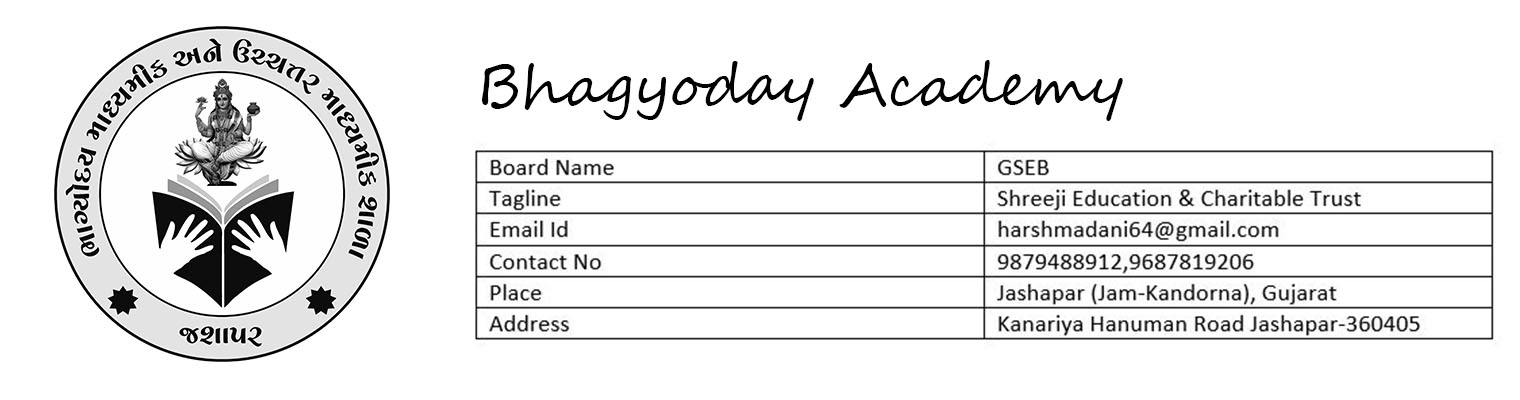 ભાગ્યોદય માધ્યમીક અને ઉચ્ચતર માધ્યમીક શાળા
જશાપર
Bhagyoday Academy
Board Name GSEB
Tagline Shreeji Education & Charitable Trust
Email Id harshmadani64@gmail.com
Contact No 9879488912,9687819206
Place Jashapar (Jam-Kandorna), Gujarat
Address Kanariya Hanuman Road Jashapar-360405